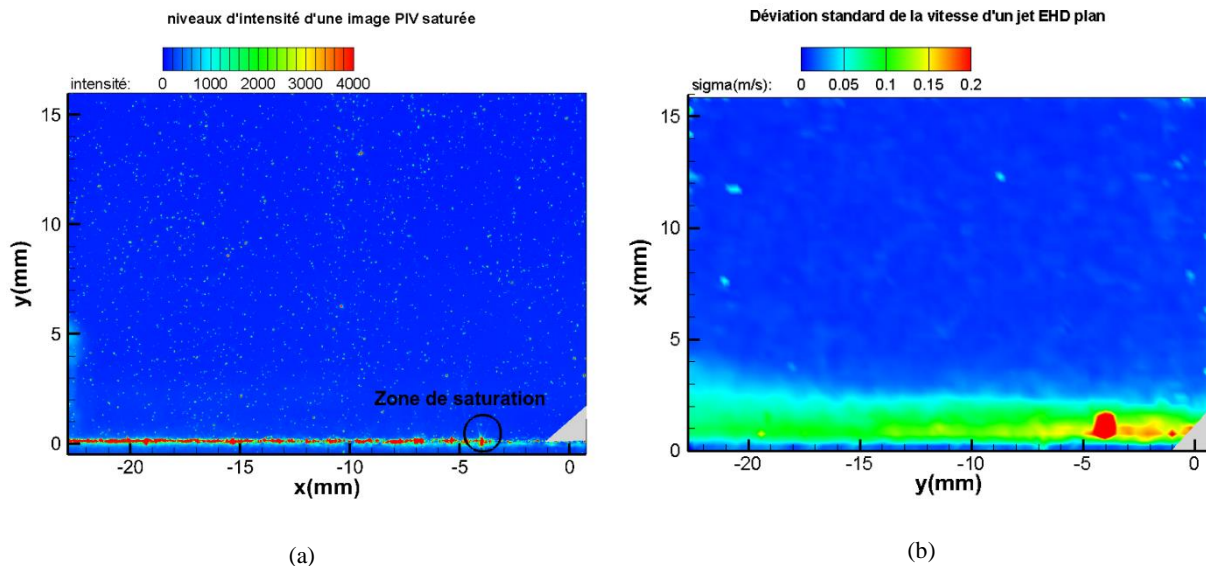 niveaux d'intensité d'une image PIV saturée
intensité: 0 1000 2000 3000 4000
y(mm)
15
10
5
0
Zone de saturation
-20 -15 -10 -5 0
x(mm)
(a)
Déviation standard de la vitesse d'un jet EHD plan
sigma(m/s): 0 0.05 0.1 0.15 0.2
x(mm)
15
10
5
0
-20 -15 -10 -5 0
y(mm)
(b)